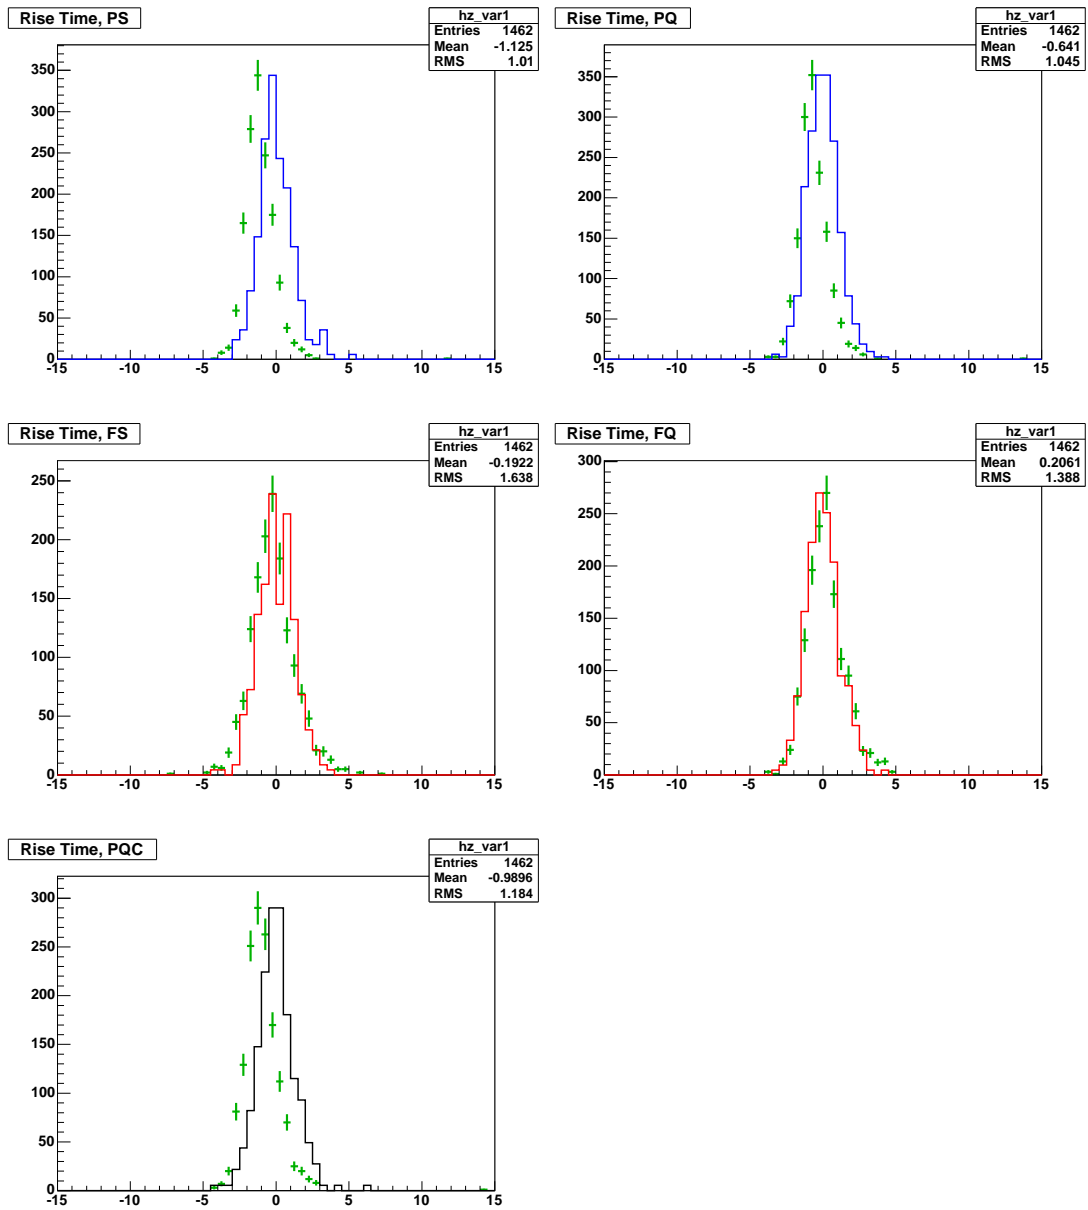 Rise Time, PS
hz_var1
Entries 1462
Mean -1.125
RMS 1.01
350
300
250
200
150
100
50
0
-15 -10 -5 0 5 10 15
Rise Time, PQ
hz_var1
Entries 1462
Mean -0.641
RMS 1.045
350
300
250
200
150
100
50
0
-15 -10 -5 0 5 10 15
Rise Time, FS
hz_var1
Entries 1462
Mean -0.1922
RMS 1.638
250
200
150
100
50
0
-15 -10 -5 0 5 10 15
Rise Time, FQ
hz_var1
Entries 1462
Mean 0.2061
RMS 1.388
300
250
200
150
100
50
0
-15 -10 -5 0 5 10 15
Rise Time, PQC
hz_var1
Entries 1462
Mean -0.9896
RMS 1.184
300
250
200
150
100
50
0
-15 -10 -5 0 5 10 15